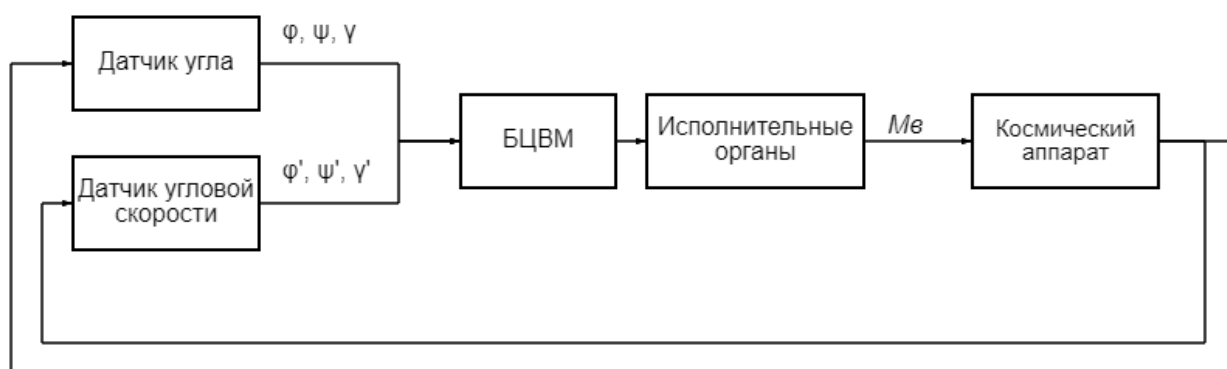 φ, ψ, γ
Датчик угла
БЦВМ
Исполнительные
органы
Мв
Космический
аппарат
φ', ψ', γ'
Датчик угловой
скорости